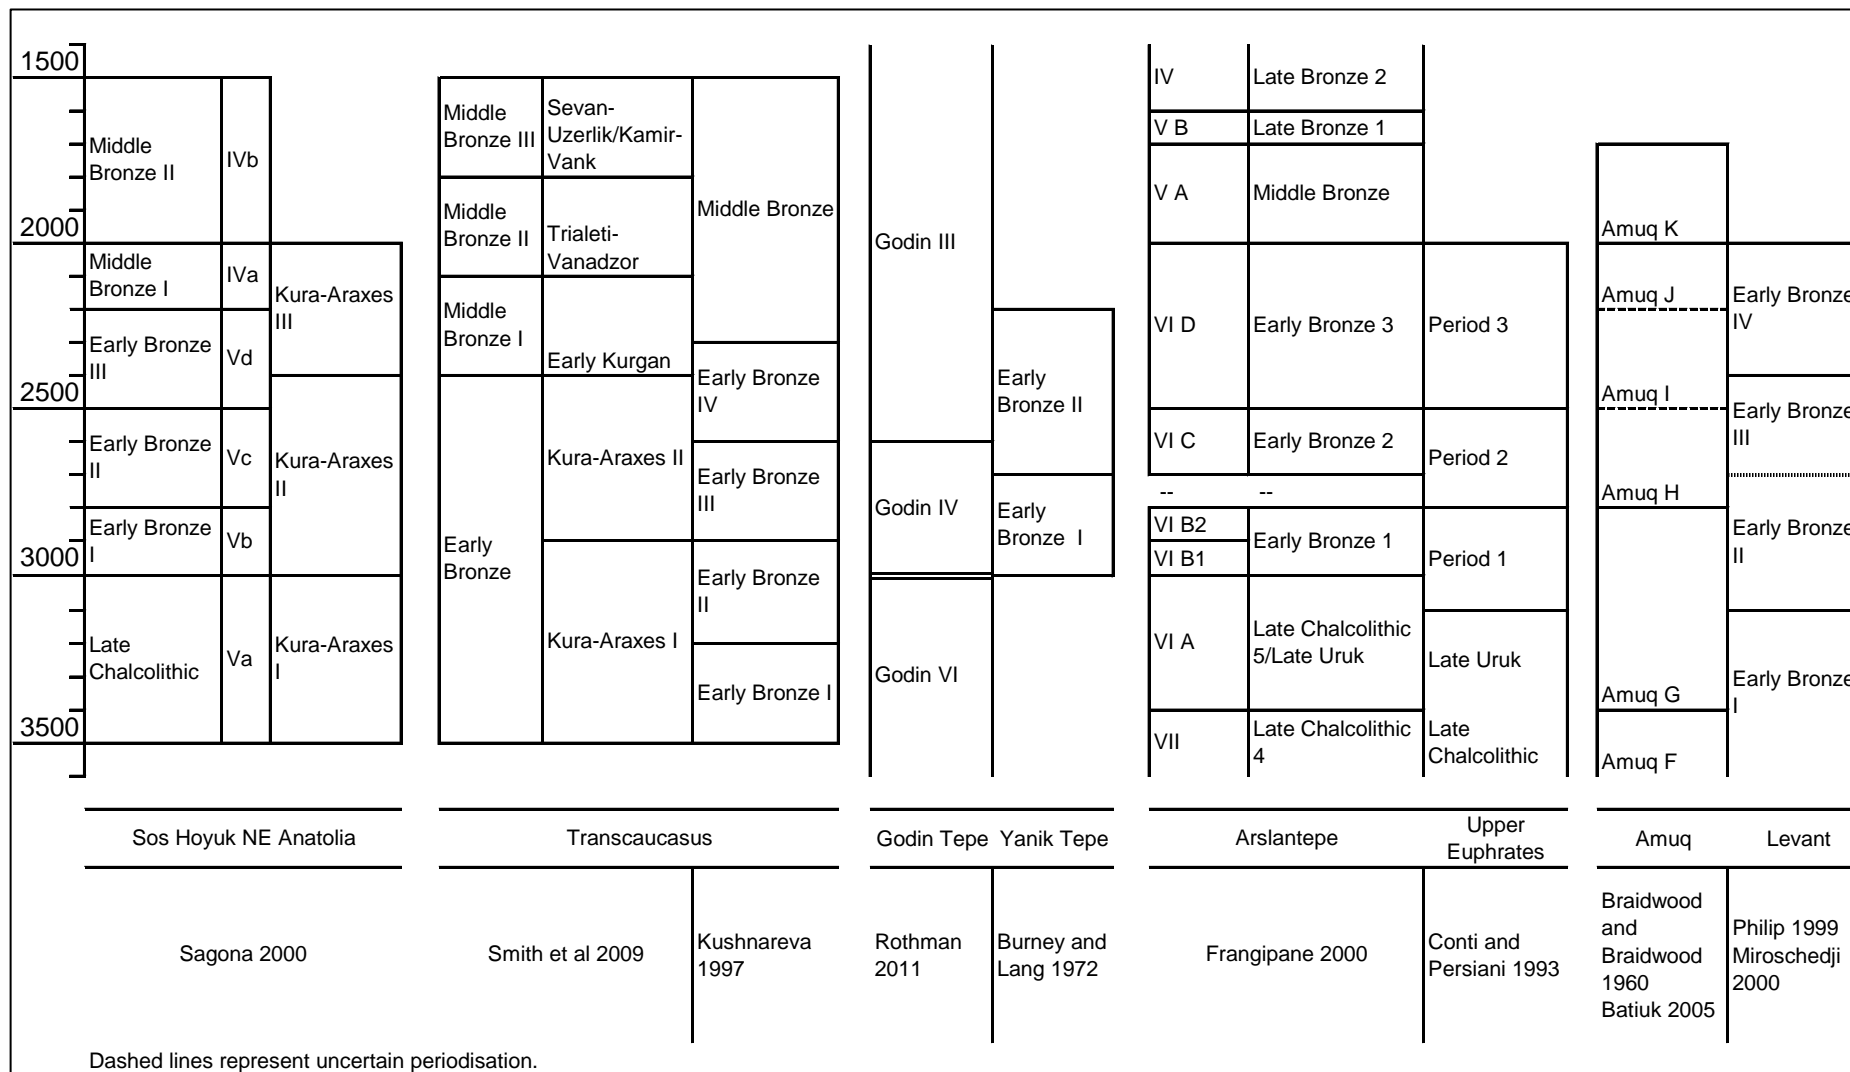 1500
2000
2500
3000
3500
Middle
Bronze II
IVb
Middle
Bronze I
IVa
Early Bronze
III
Vd
Early Bronze
II
Vc
Early Bronze
I
Vb
Late
Chalcolithic
Va
Kura-Araxes
III
Kura-Araxes
II
Kura-Araxes
I
Middle
Bronze III
Middle
Bronze II
Middle
Bronze I
Early
Bronze
Sevan-
Uzerlik/Kamir-
Vank
Trialeti-
Vanadzor
Early Kurgan
Kura-Araxes II
Kura-Araxes I
Middle Bronze
Early Bronze
IV
Early Bronze
III
Early Bronze
II
Early Bronze I
Godin III
Godin IV
Godin VI
Early
Bronze II
Early
Bronze I
IV
V B
V A
VI D
VI C
--
VI B2
VI B1
VI A
VII
Late Bronze 2
Late Bronze 1
Middle Bronze
Early Bronze 3
Early Bronze 2
--
Early Bronze 1
Late Chalcolithic
5/Late Uruk
Late Chalcolithic
4
Period 3
Period 2
Period 1
Late Uruk
Late
Chalcolithic
Amuq K
Amuq J
Amuq I
Amuq H
Amuq G
Amuq F
Early Bronze
IV
Early Bronze
III
Early Bronze
II
Early Bronze
I
Sos Hoyuk NE Anatolia
Transcaucasus
Godin Tepe
Yanik Tepe
Arslantepe
Upper
Euphrates
Amuq
Levant
Sagona 2000
Smith et al 2009
Kushnareva
1997
Rothman
2011
Burney and
Lang 1972
Frangipane 2000
Conti and
Persiani 1993
Braidwood
and
Braidwood
1960
Batiuk 2005
Philip 1999
Miroschedji
2000
Dashed lines represent uncertain periodisation.